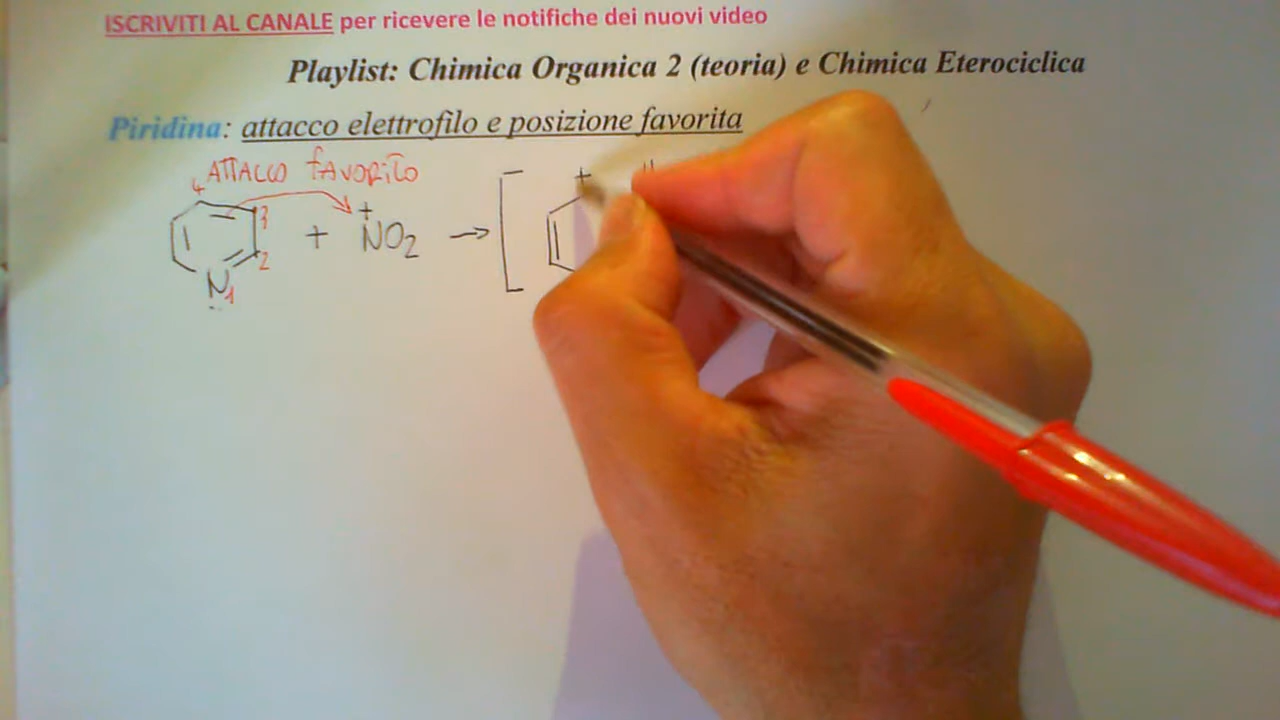 ISCRIVITI AL CANALE per ricevere le notifiche dei nuovi video
Playlist: Chimica Organica 2 (teoria) e Chimica Eterociclica
Piridina: attacco elettrofilo e posizione favorita
ATTACCO FAVORITO
4
3
2
N1
+ +NO2 → [ +